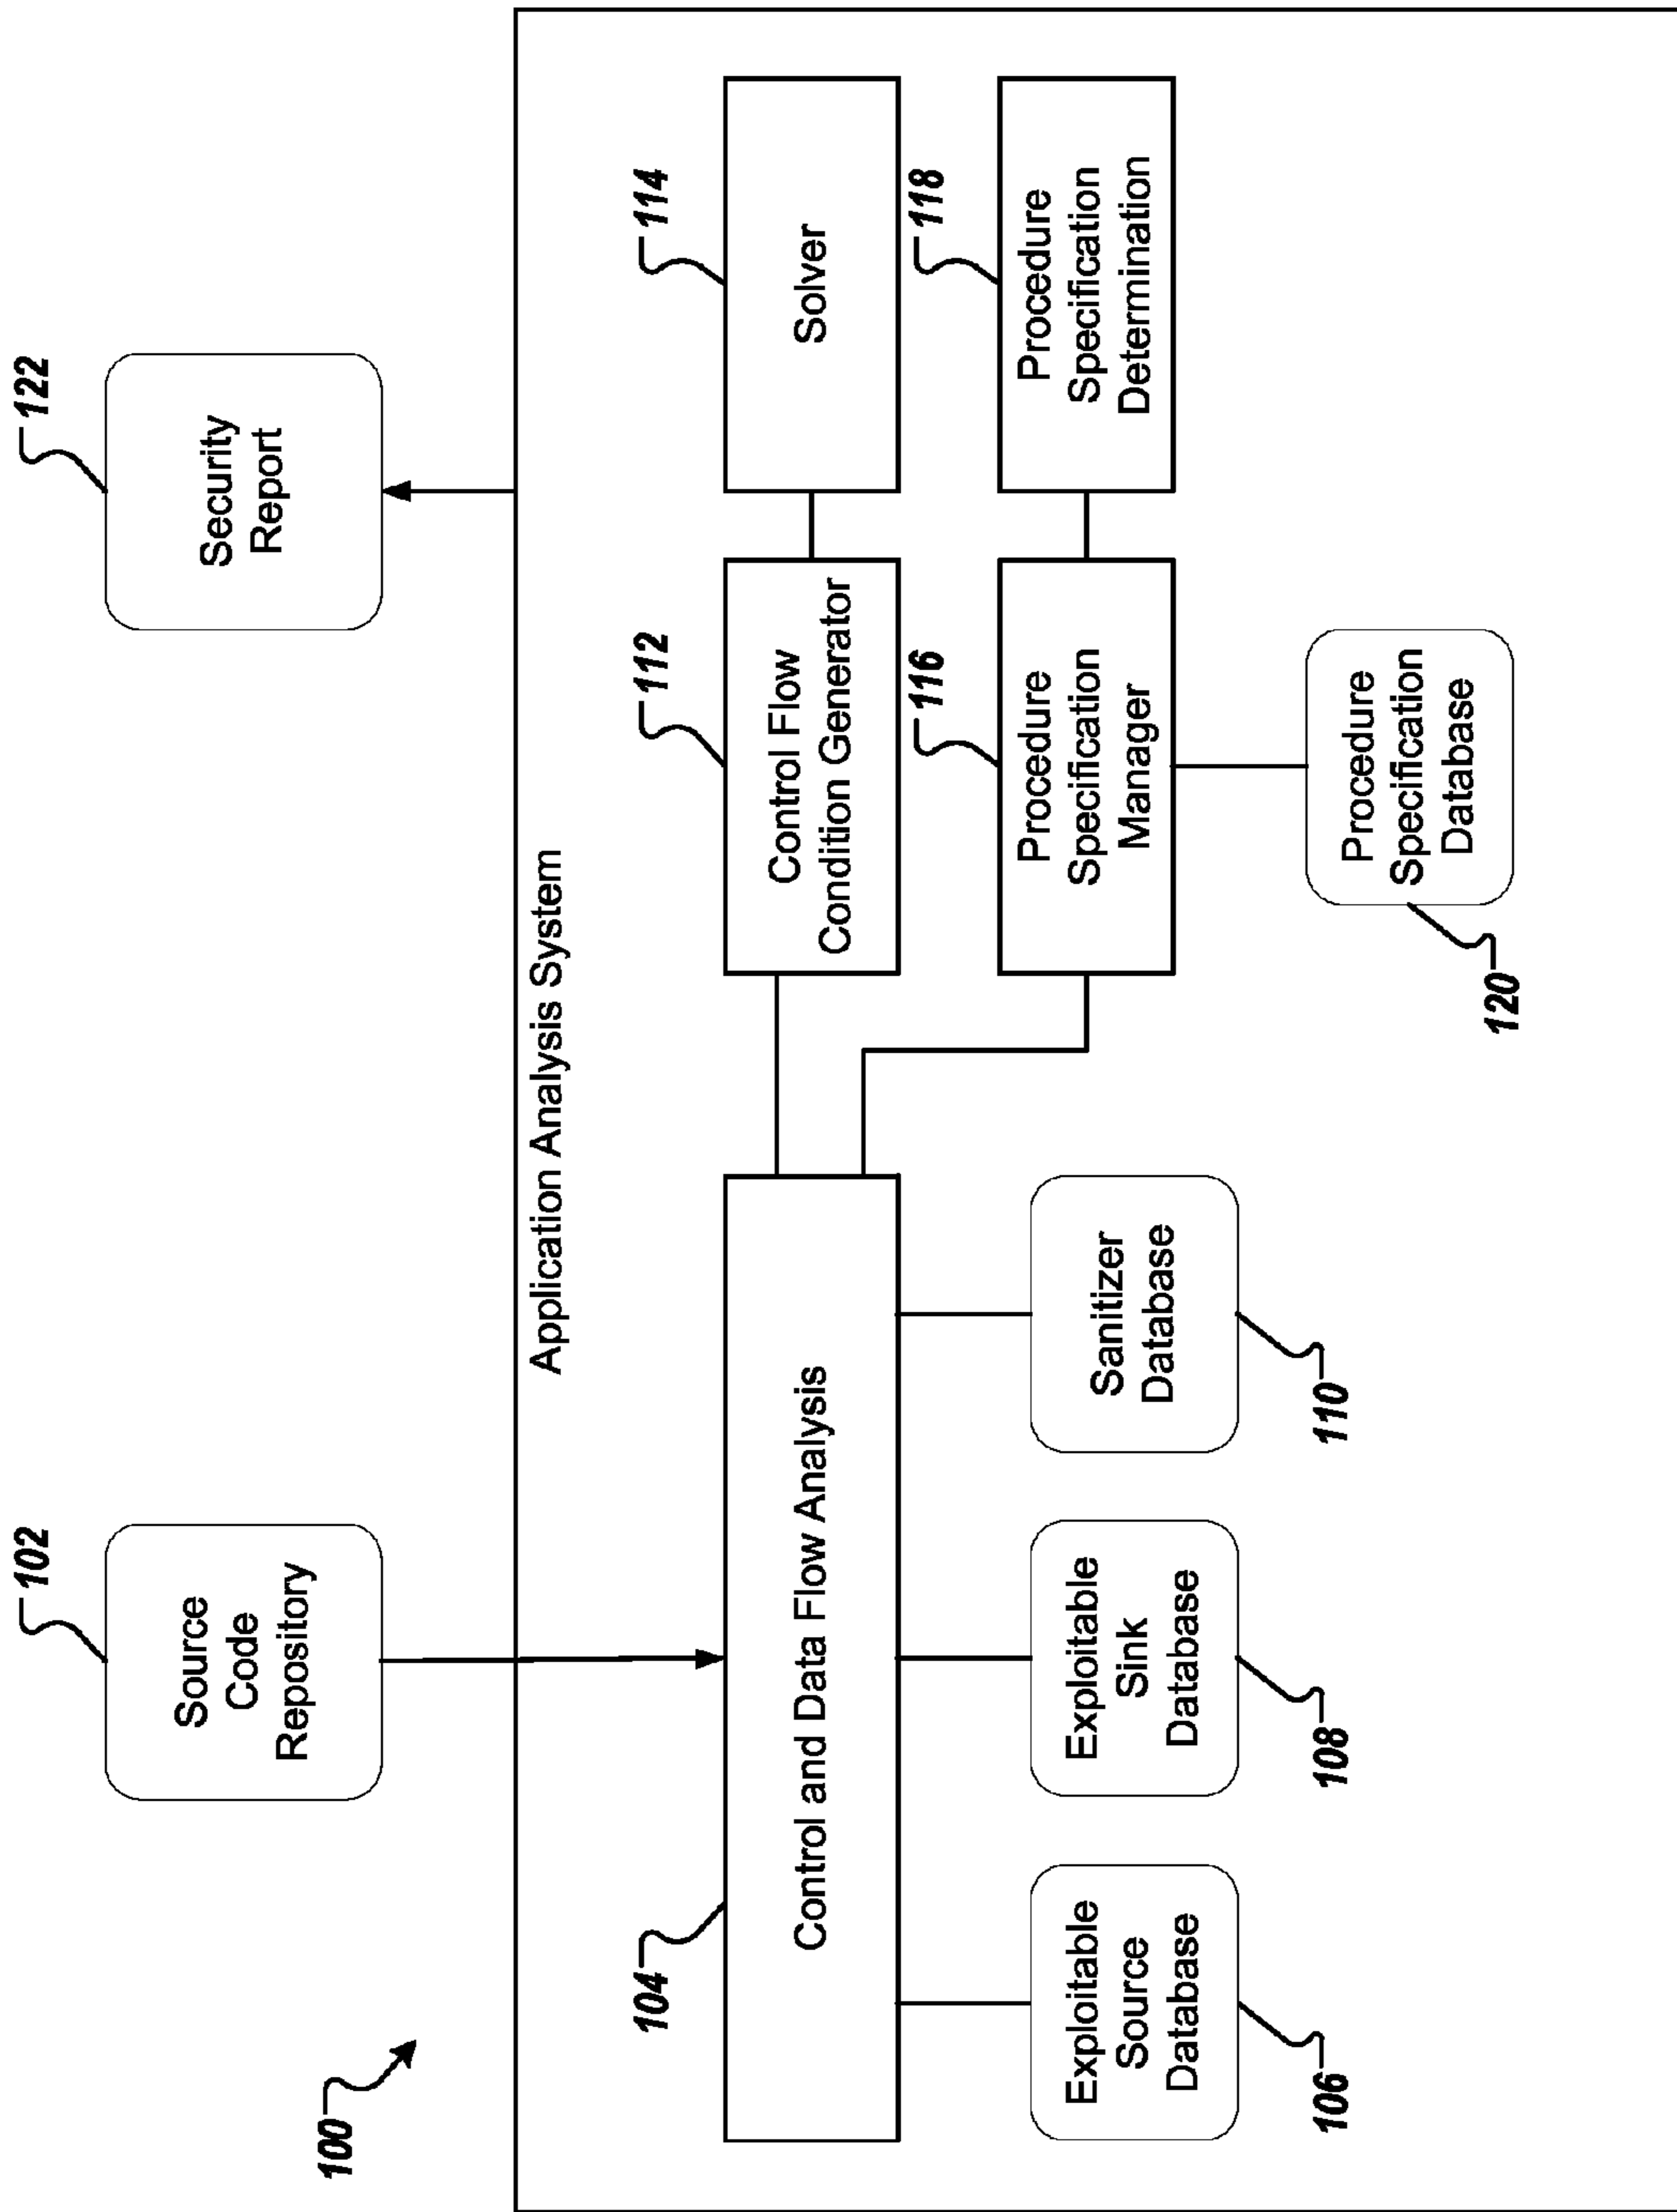 100
102
Source
Code
Repository
122
Security
Report
Application Analysis System
104
Control and Data Flow Analysis
112
Control Flow
Condition Generator
114
Solver
116
Procedure
Specification
Manager
118
Procedure
Specification
Determination
Exploitable
Source
Database
106
Exploitable
Sink
Database
108
Sanitizer
Database
110
Procedure
Specification
Database
120